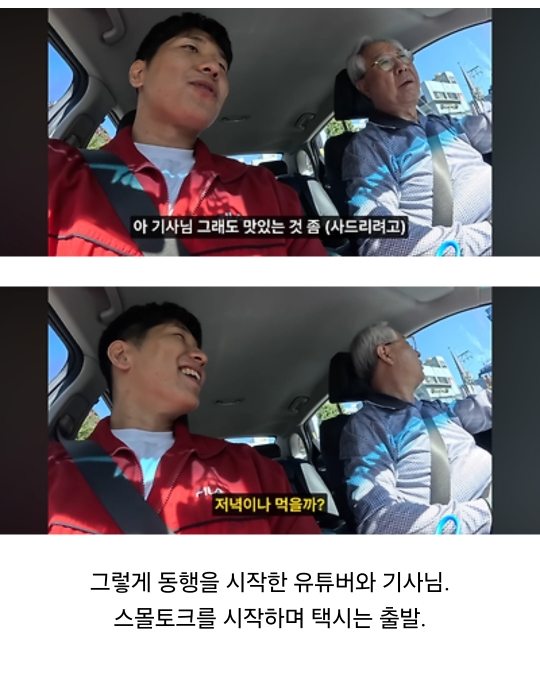 아 기사님 그래도 맛있는 것 좀 (사드리려고)
FILA
저녁이나 먹을까?
그렇게 동행을 시작한 유튜버와 기사님.
스몰토크를 시작하며 택시는 출발.